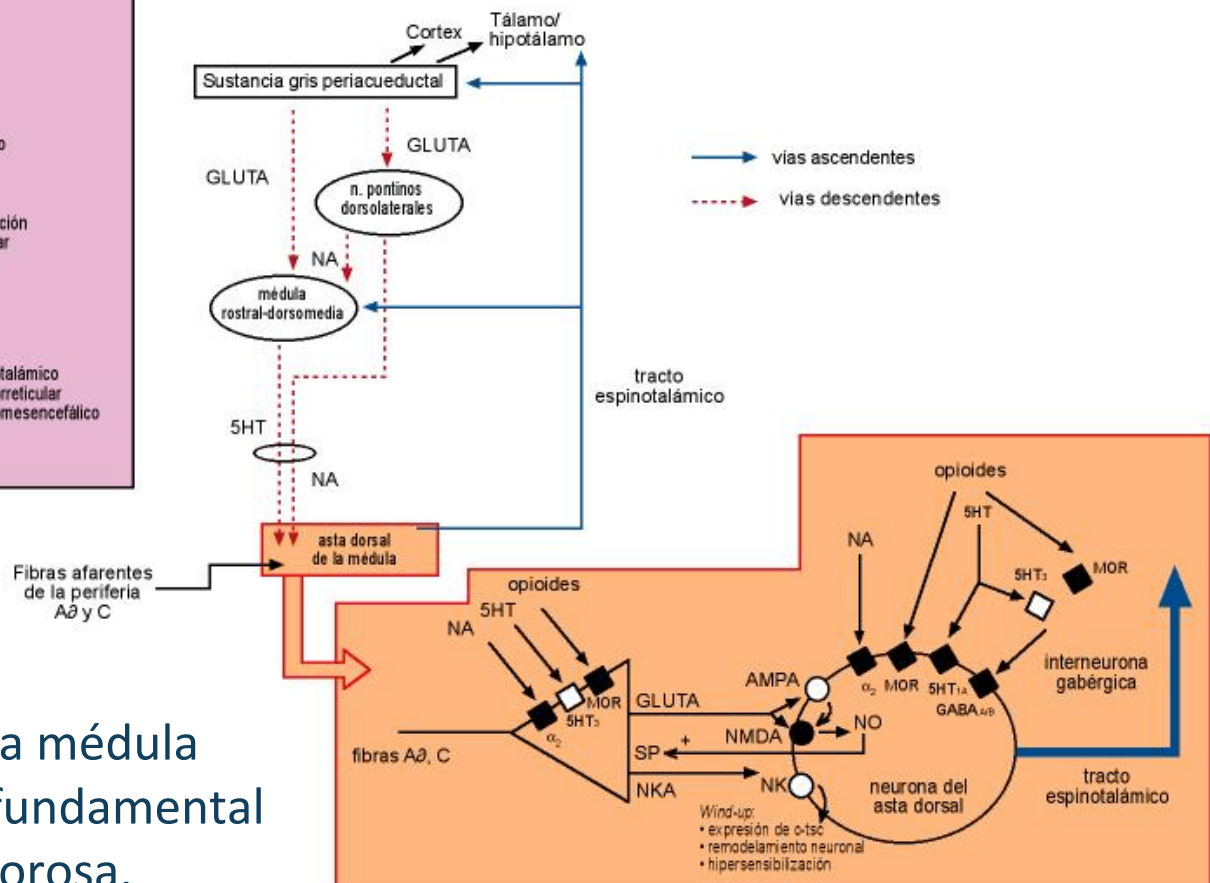 Cortex
Tálamo/
hipotálamo
Sustancia gris periacueductal
GLUTA
GLUTA
n. pontinos
dorsolaterales
NA
médula
rostral-dorsomedia
vías ascendentes
vías descendentes
o
ción
ar
talámico
rreticular
mesencefálico
tracto
espinotalámico
5HT
NA
asta dorsal
de la médula
Fibras afarentes
de la periferia
A∂ y C
opioides
5HT
NA
MOR
5HT₃
α₂
fibras A∂, C
GLUTA
SP
+
NKA
AMPA
NMDA
NO
NK
opioides
5HT
NA
5HT₃
MOR
α₂ MOR 5HT₁A
GABA A/B
interneurona
gabérgica
neurona del
asta dorsal
tracto
espinotalámico
Wind-up:
• expresión de c-tsc
• remodelamiento neuronal
• hipersensibilización
a médula
fundamental
orosa.